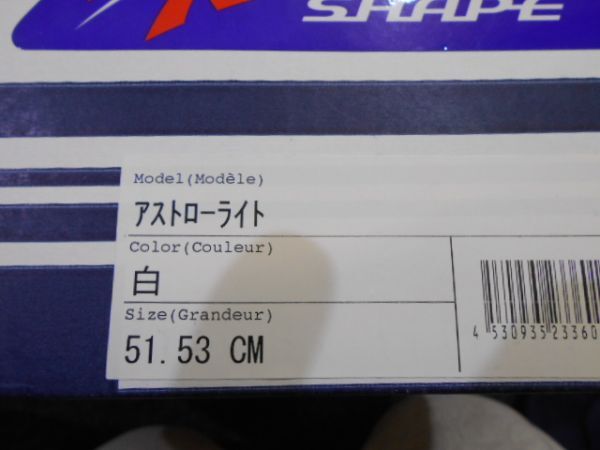 SHAPE
Model(Modèle)
アストローライト
Color(Couleur)
白
Size(Grandeur)
51.53 CM
4 530935 23360